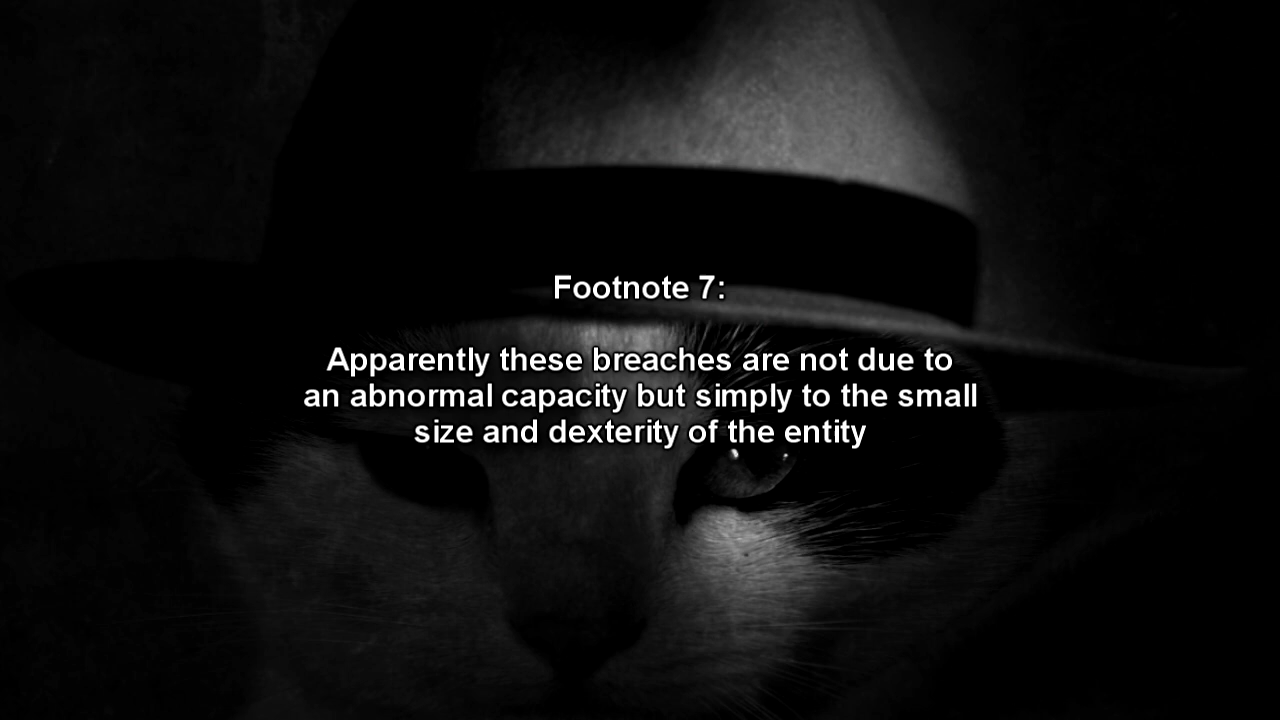 Footnote 7:
Apparently these breaches are not due to
an abnormal capacity but simply to the small
size and dexterity of the entity